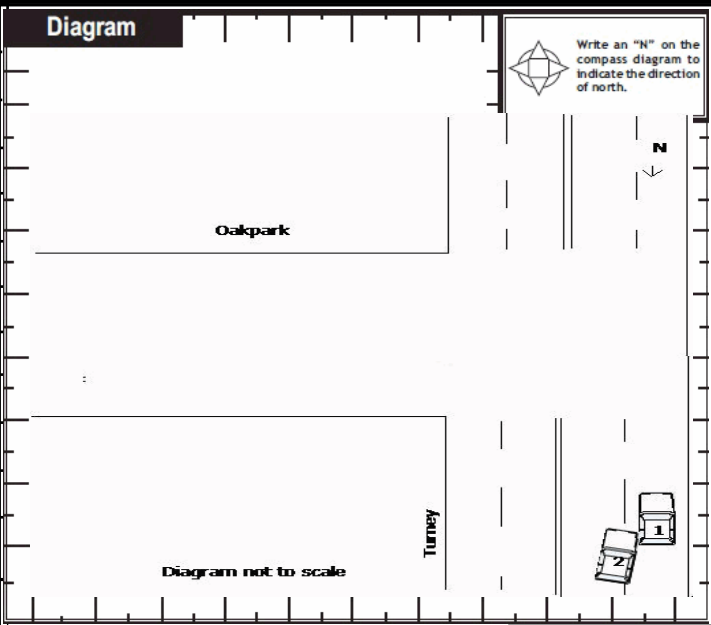 Diagram
Write an “N” on the
compass diagram to
indicate the direction
of north.
N
Oakpark
Turney
1
2
Diagram not to scale